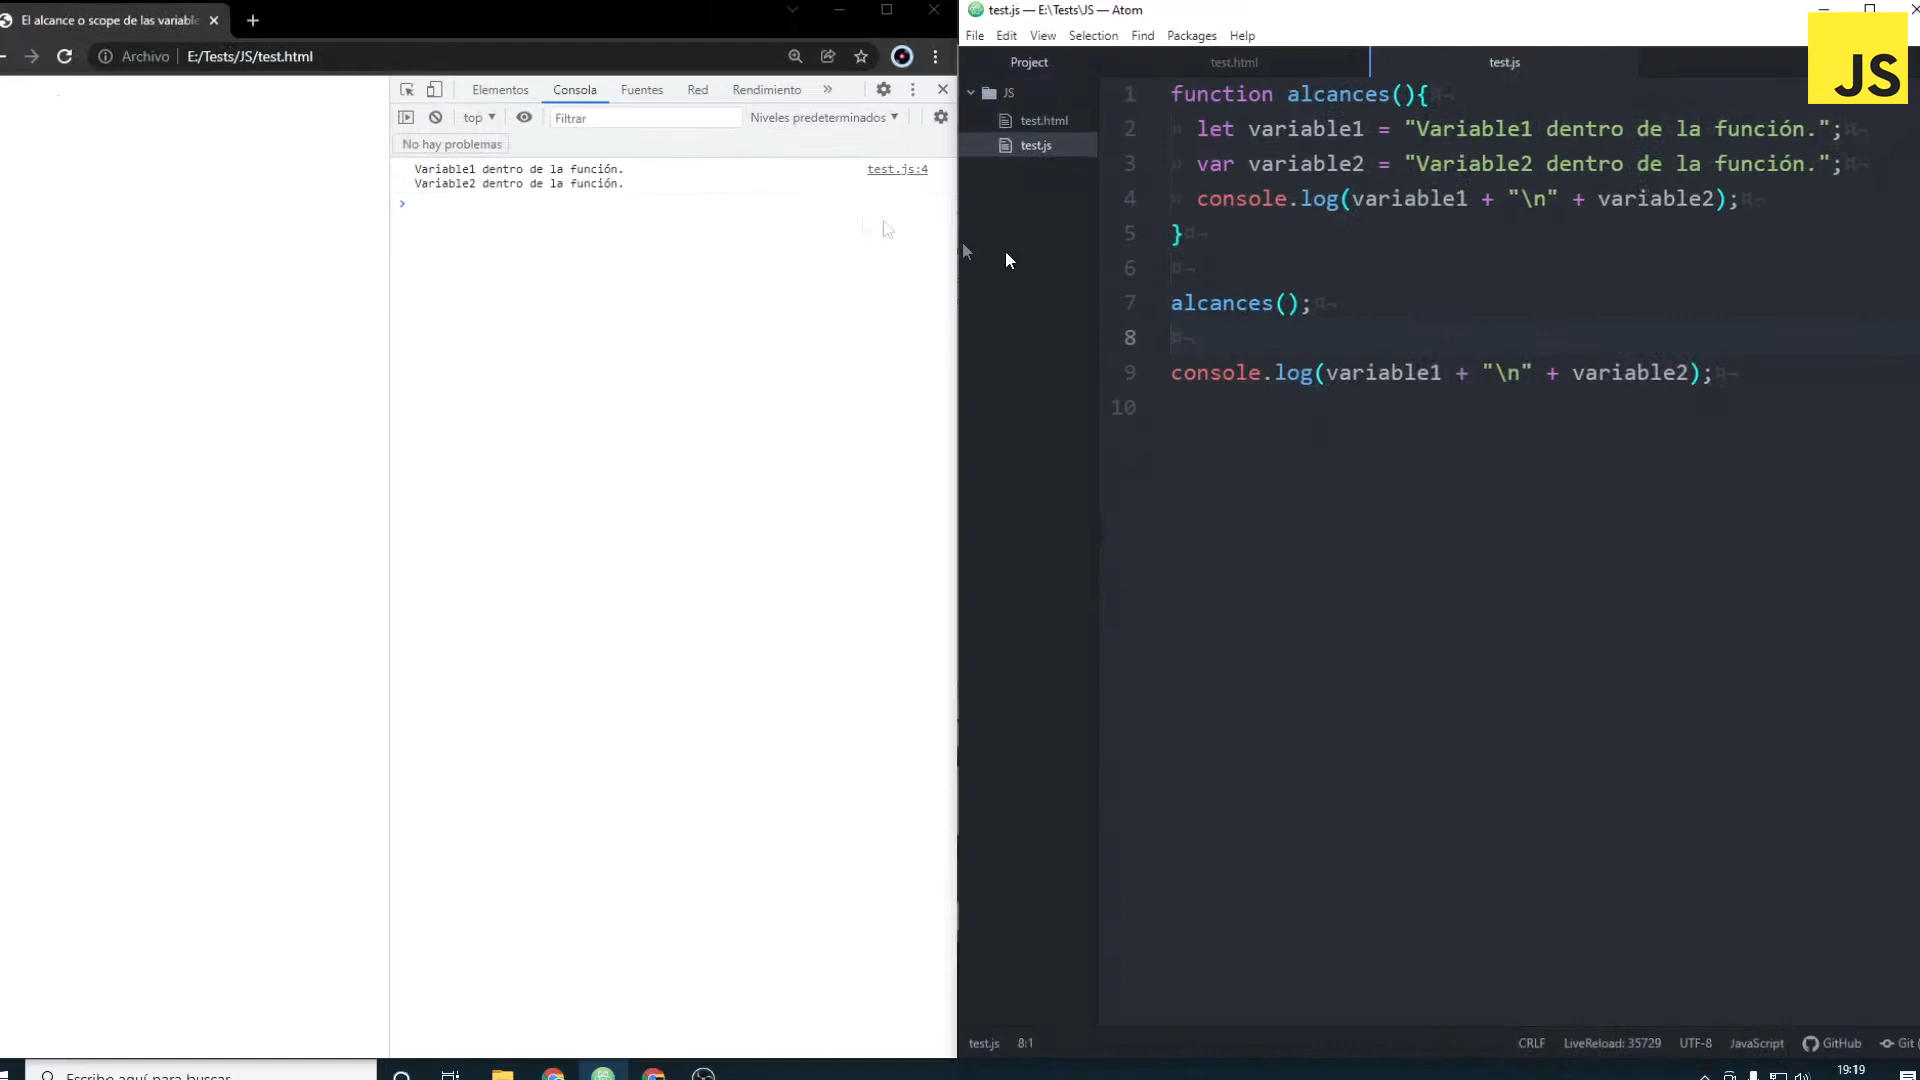 El alcance o scope de las variable
Archivo E:/Tests/JS/test.html
Elementos Consola Fuentes Red Rendimiento »
top Filtrar Niveles predeterminados
No hay problemas
Variable1 dentro de la función. test.js:4
Variable2 dentro de la función.
test.js — E:\Tests\JS — Atom
File Edit View Selection Find Packages Help
JS
Project test.html test.js
JS
test.html
test.js
1 function alcances(){
2 let variable1 = "Variable1 dentro de la función.";
3 var variable2 = "Variable2 dentro de la función.";
4 console.log(variable1 + "\n" + variable2);
5 }
6
7 alcances();
8
9 console.log(variable1 + "\n" + variable2);
10
test.js 8:1 CRLF LiveReload: 35729 UTF-8 JavaScript GitHub Git
Escribe aquí para buscar
19:19